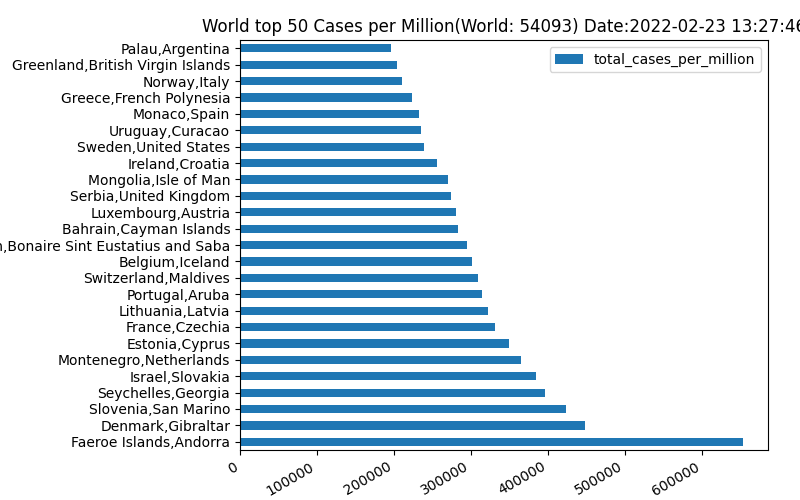 World top 50 Cases per Million(World: 54093) Date:2022-02-23 13:27:46
total_cases_per_million
Palau,Argentina
Greenland,British Virgin Islands
Norway,Italy
Greece,French Polynesia
Monaco,Spain
Uruguay,Curacao
Sweden,United States
Ireland,Croatia
Mongolia,Isle of Man
Serbia,United Kingdom
Luxembourg,Austria
Bahrain,Cayman Islands
,Bonaire Sint Eustatius and Saba
Belgium,Iceland
Switzerland,Maldives
Portugal,Aruba
Lithuania,Latvia
France,Czechia
Estonia,Cyprus
Montenegro,Netherlands
Israel,Slovakia
Seychelles,Georgia
Slovenia,San Marino
Denmark,Gibraltar
Faeroe Islands,Andorra
0 100000 200000 300000 400000 500000 600000